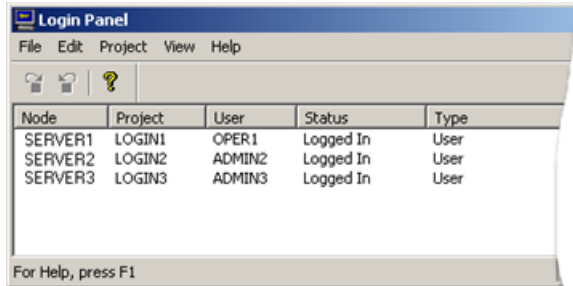 Login Panel
File Edit Project View Help
Node Project User Status Type
SERVER1 LOGIN1 OPER1 Logged In User
SERVER2 LOGIN2 ADMIN2 Logged In User
SERVER3 LOGIN3 ADMIN3 Logged In User
For Help, press F1